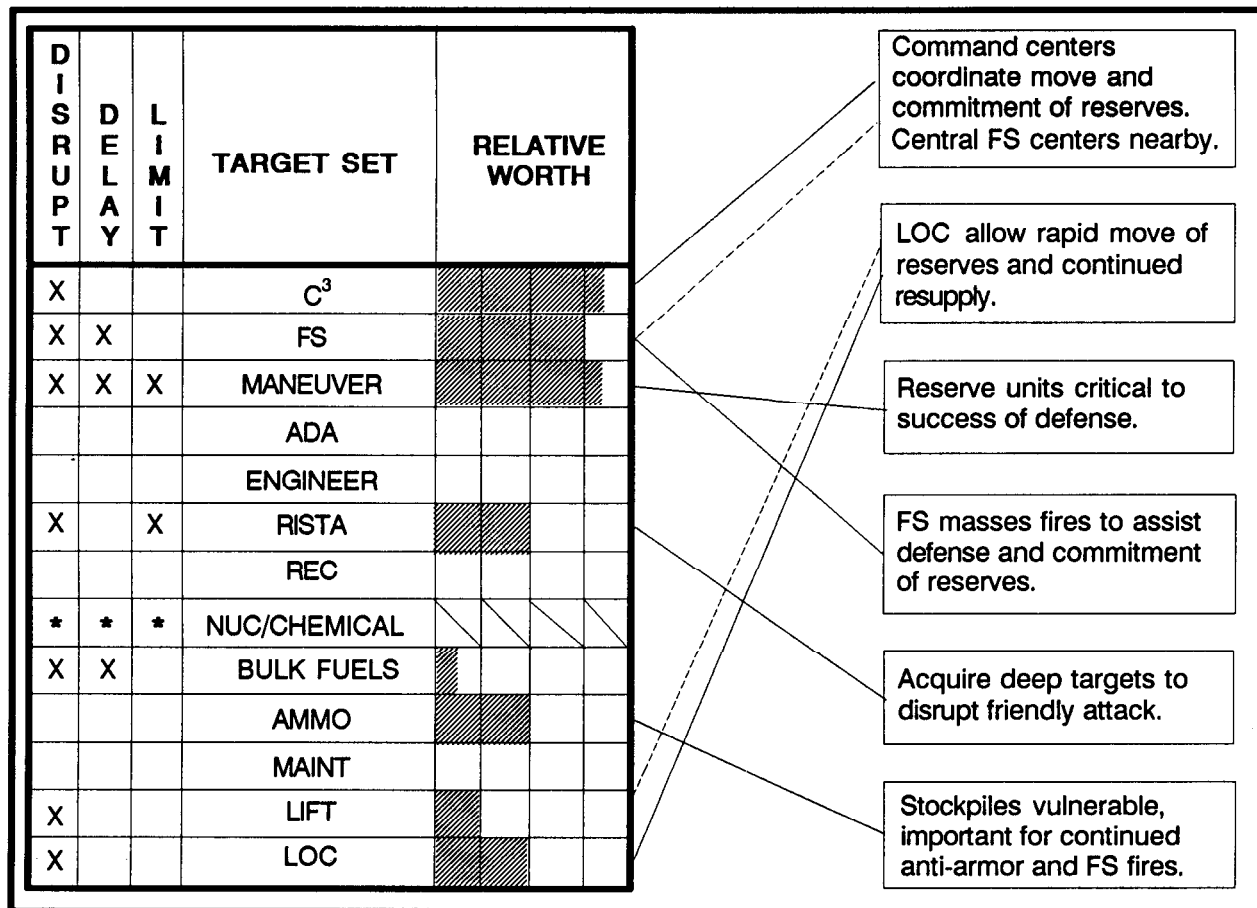 DISRUPT DELAY LIMIT TARGET SET RELATIVE WORTH
X C³
X X FS
X X X MANEUVER
ADA
ENGINEER
X X RISTA
REC
* * * NUC/CHEMICAL
X X BULK FUELS
AMMO
MAINT
X LIFT
X LOC
Command centers
coordinate move and
commitment of reserves.
Central FS centers nearby.
LOC allow rapid move of
reserves and continued
resupply.
Reserve units critical to
success of defense.
FS masses fires to assist
defense and commitment
of reserves.
Acquire deep targets to
disrupt friendly attack.
Stockpiles vulnerable,
important for continued
anti-armor and FS fires.